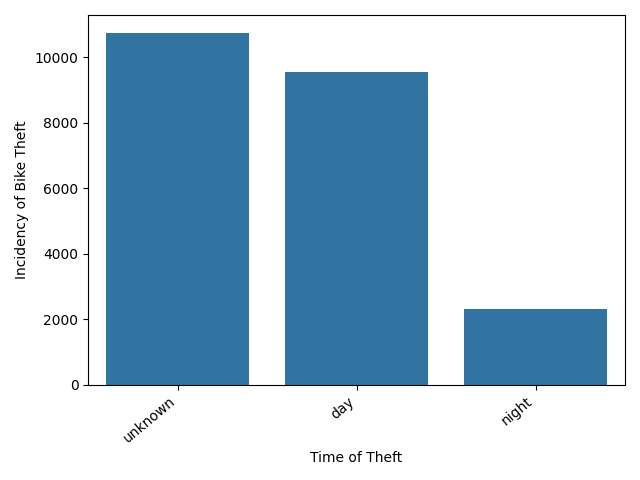 10000
8000
6000
4000
2000
0
Incidency of Bike Theft
unknown
day
night
Time of Theft